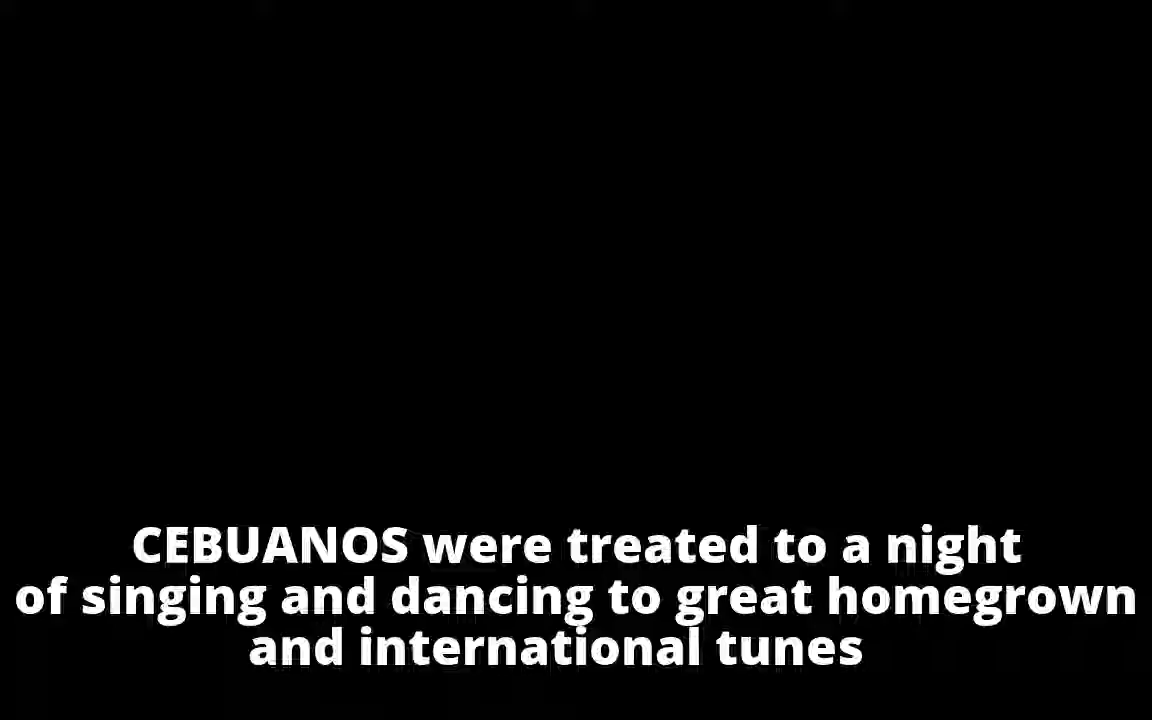 CEBUANOS were treated to a night
of singing and dancing to great homegrown
and international tunes